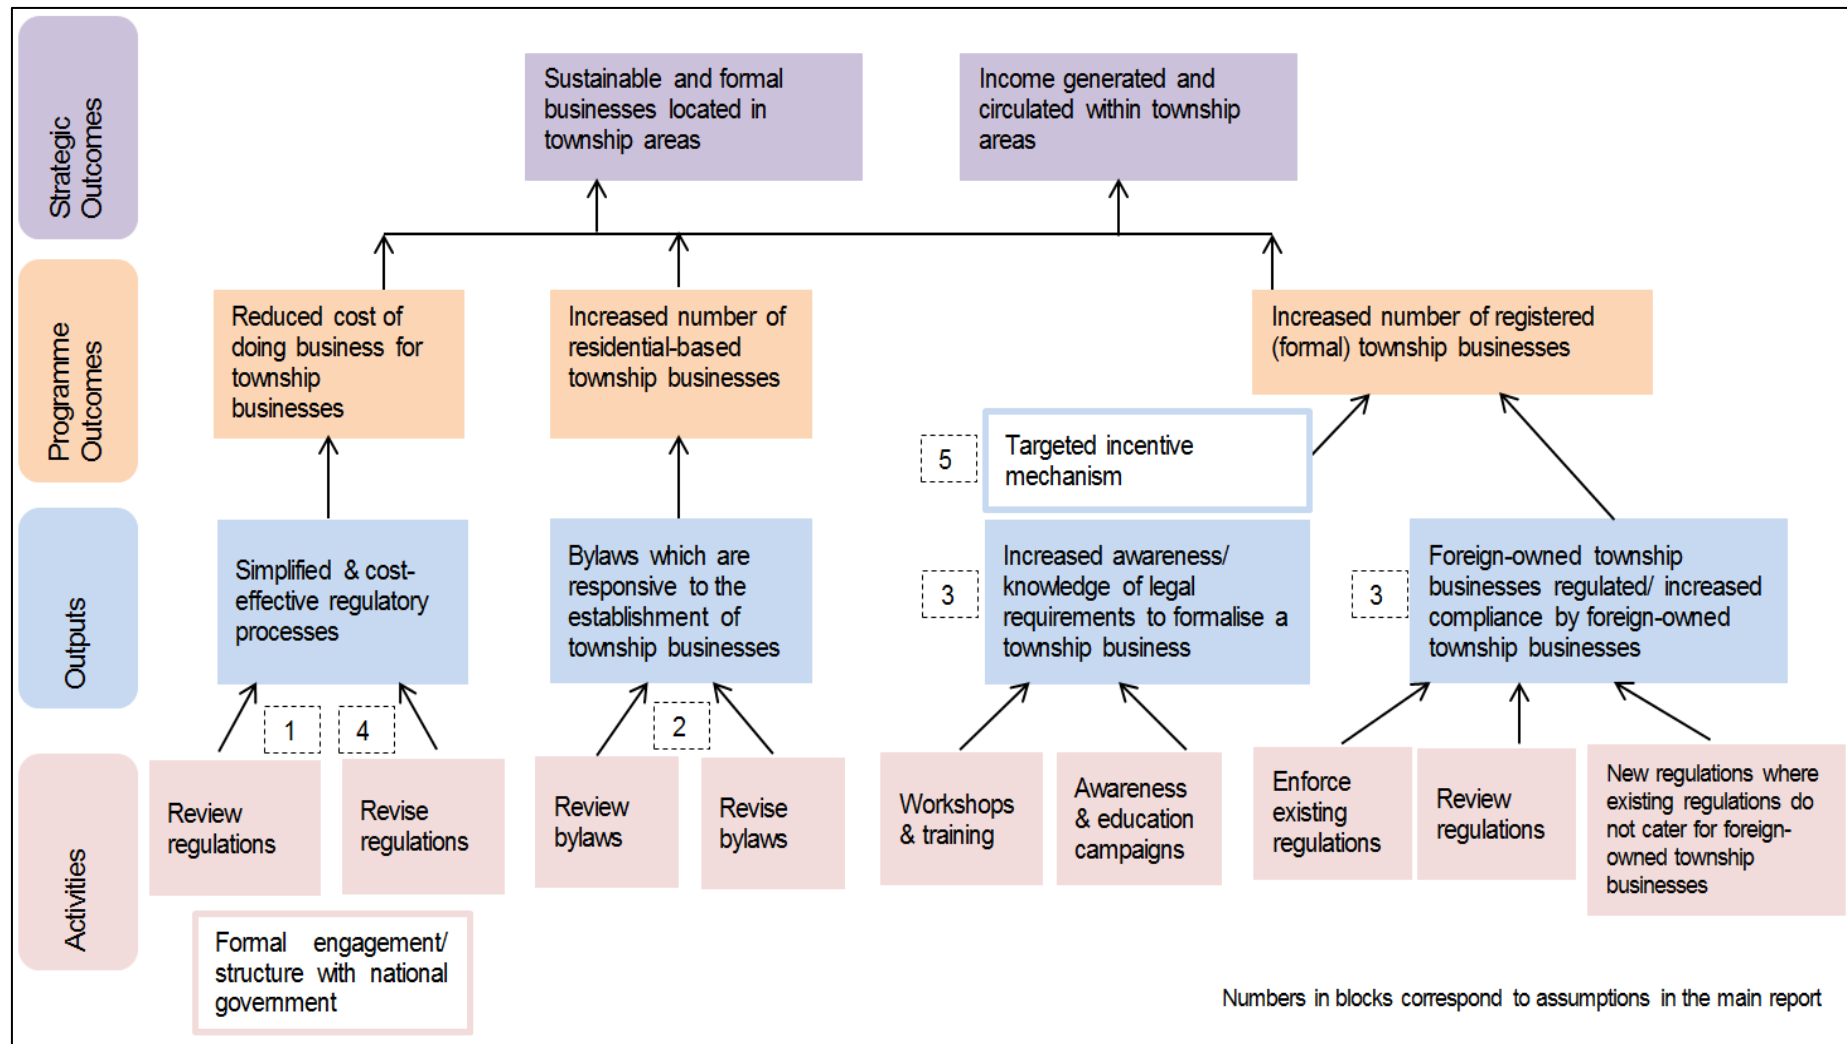 Strategic
Outcomes
Sustainable and formal
businesses located in
township areas
Income generated and
circulated within township
areas
Programme
Outcomes
Reduced cost of
doing business for
township
businesses
Increased number of
residential-based
township businesses
Increased number of registered
(formal) township businesses
5
Targeted incentive
mechanism
Outputs
Simplified & cost-
effective regulatory
processes
Bylaws which are
responsive to the
establishment of
township businesses
3
Increased awareness/
knowledge of legal
requirements to formalise a
township business
3
Foreign-owned township
businesses regulated/ increased
compliance by foreign-owned
township businesses
1
4
2
Activities
Review
regulations
Revise
regulations
Review
bylaws
Revise
bylaws
Workshops
& training
Awareness
& education
campaigns
Enforce
existing
regulations
Review
regulations
New regulations where
existing regulations do
not cater for foreign-
owned township
businesses
Formal engagement/
structure with national
government
Numbers in blocks correspond to assumptions in the main report